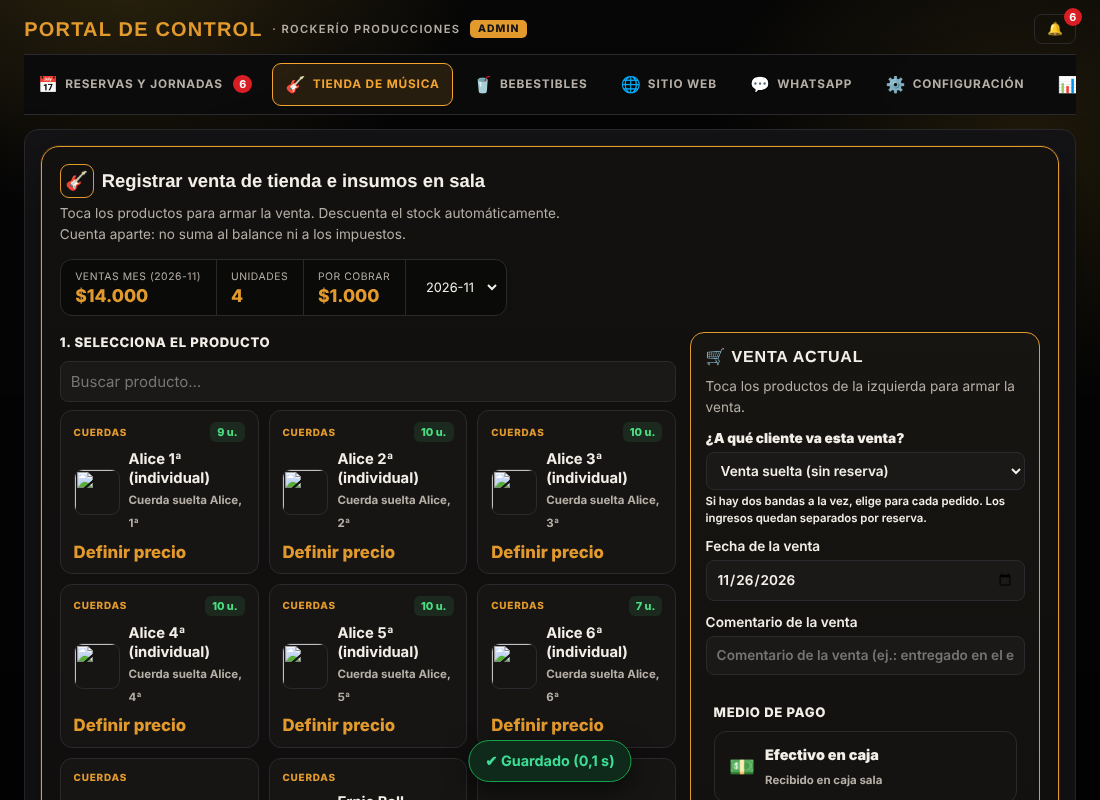 PORTAL DE CONTROL · ROCKERÍO PRODUCCIONES ADMIN
6
RESERVAS Y JORNADAS 6 TIENDA DE MÚSICA BEBESTIBLES SITIO WEB WHATSAPP CONFIGURACIÓN
Registrar venta de tienda e insumos en sala
Toca los productos para armar la venta. Descuenta el stock automáticamente.
Cuenta aparte: no suma al balance ni a los impuestos.
VENTAS MES (2026-11) UNIDADES POR COBRAR
$14.000 4 $1.000 2026-11
1. SELECCIONA EL PRODUCTO
Buscar producto...
CUERDAS 9 u.
Alice 1ª
(individual)
Cuerda suelta Alice,
1ª
Definir precio
CUERDAS 10 u.
Alice 2ª
(individual)
Cuerda suelta Alice,
2ª
Definir precio
CUERDAS 10 u.
Alice 3ª
(individual)
Cuerda suelta Alice,
3ª
Definir precio
CUERDAS 10 u.
Alice 4ª
(individual)
Cuerda suelta Alice,
4ª
Definir precio
CUERDAS 10 u.
Alice 5ª
(individual)
Cuerda suelta Alice,
5ª
Definir precio
CUERDAS 7 u.
Alice 6ª
(individual)
Cuerda suelta Alice,
6ª
Definir precio
CUERDAS
CUERDAS
✔ Guardado (0,1 s)
VENTA ACTUAL
Toca los productos de la izquierda para armar la
venta.
¿A qué cliente va esta venta?
Venta suelta (sin reserva)
Si hay dos bandas a la vez, elige para cada pedido. Los
ingresos quedan separados por reserva.
Fecha de la venta
11/26/2026
Comentario de la venta
Comentario de la venta (ej.: entregado en el e
MEDIO DE PAGO
Efectivo en caja
Recibido en caja sala